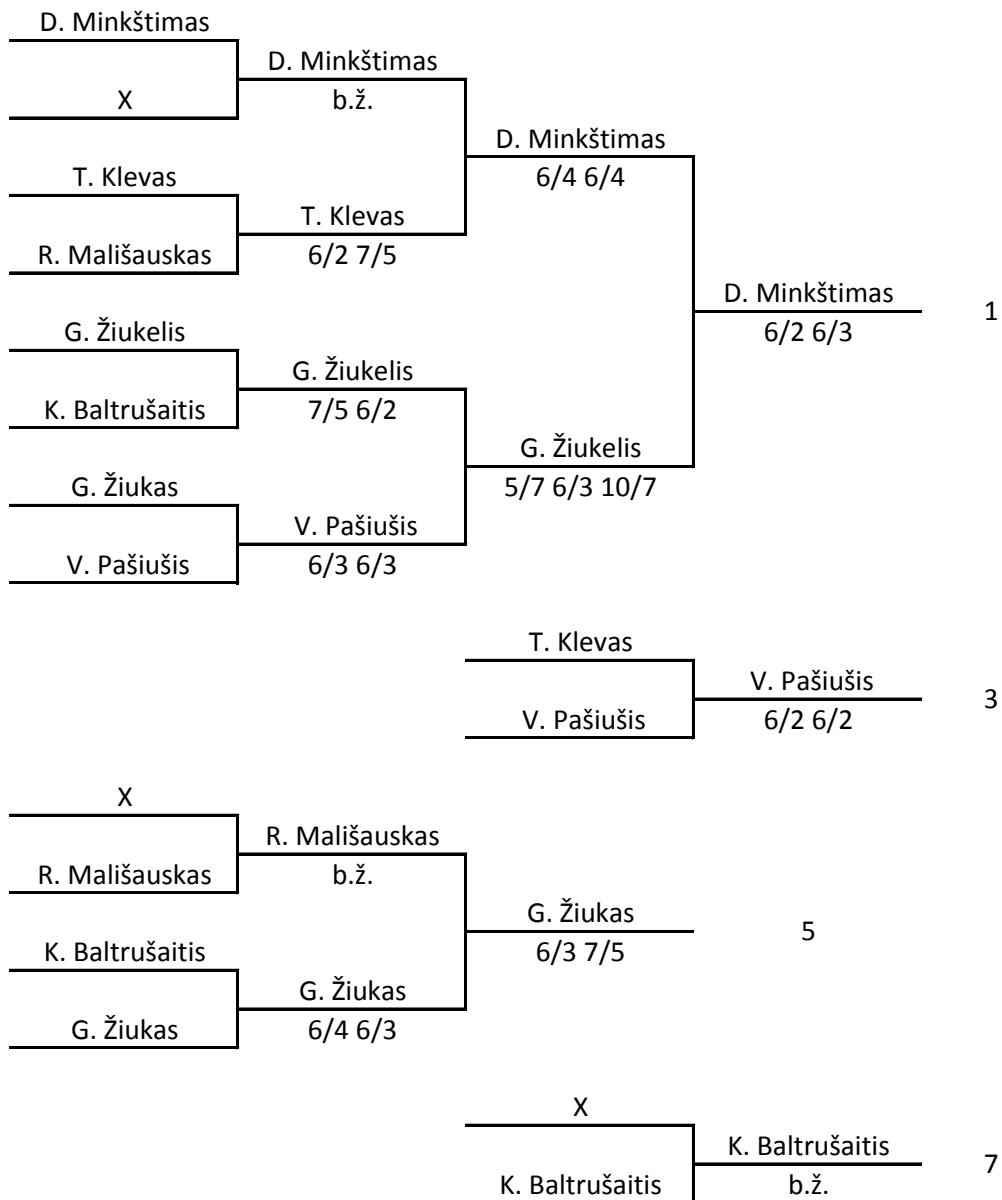 D. Minkštimas
D. Minkštimas
X
b.ž.
D. Minkštimas
T. Klevas
6/4 6/4
T. Klevas
R. Mališauskas
6/2 7/5
D. Minkštimas
1
G. Žiukelis
6/2 6/3
G. Žiukelis
K. Baltrušaitis
7/5 6/2
G. Žiukelis
G. Žiukas
5/7 6/3 10/7
V. Pašiušis
V. Pašiušis
6/3 6/3
T. Klevas
V. Pašiušis
3
V. Pašiušis
6/2 6/2
X
R. Mališauskas
R. Mališauskas
b.ž.
G. Žiukas
5
K. Baltrušaitis
6/3 7/5
G. Žiukas
G. Žiukas
6/4 6/3
X
K. Baltrušaitis
7
K. Baltrušaitis
b.ž.